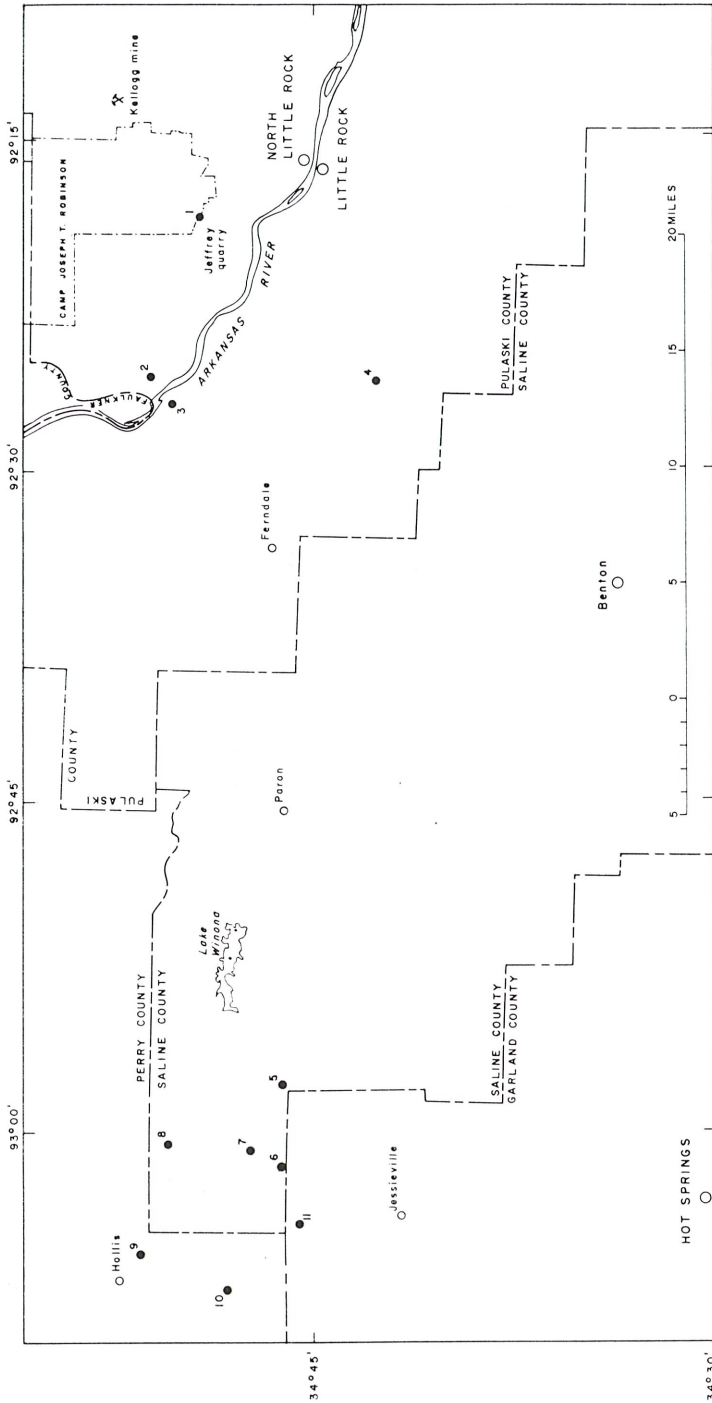 93°00'
92°45'
92°30'
92°15'
34°45'
34°30'
CAMP JOSEPH T. ROBINSON
Kellogg mine
1
Jeffrey
quarry
NORTH
LITTLE ROCK
LITTLE ROCK
ARKANSAS
RIVER
FAULKNER
COUNTY
2
3
4
Ferndale
PULASKI
COUNTY
PULASKI COUNTY
SALINE COUNTY
Benton
Paron
Lake
Winona
PERRY COUNTY
SALINE COUNTY
5
6
7
8
9
10
11
Hollis
Jessieville
SALINE COUNTY
GARLAND COUNTY
HOT SPRINGS
5
0
5
10
15
20 MILES